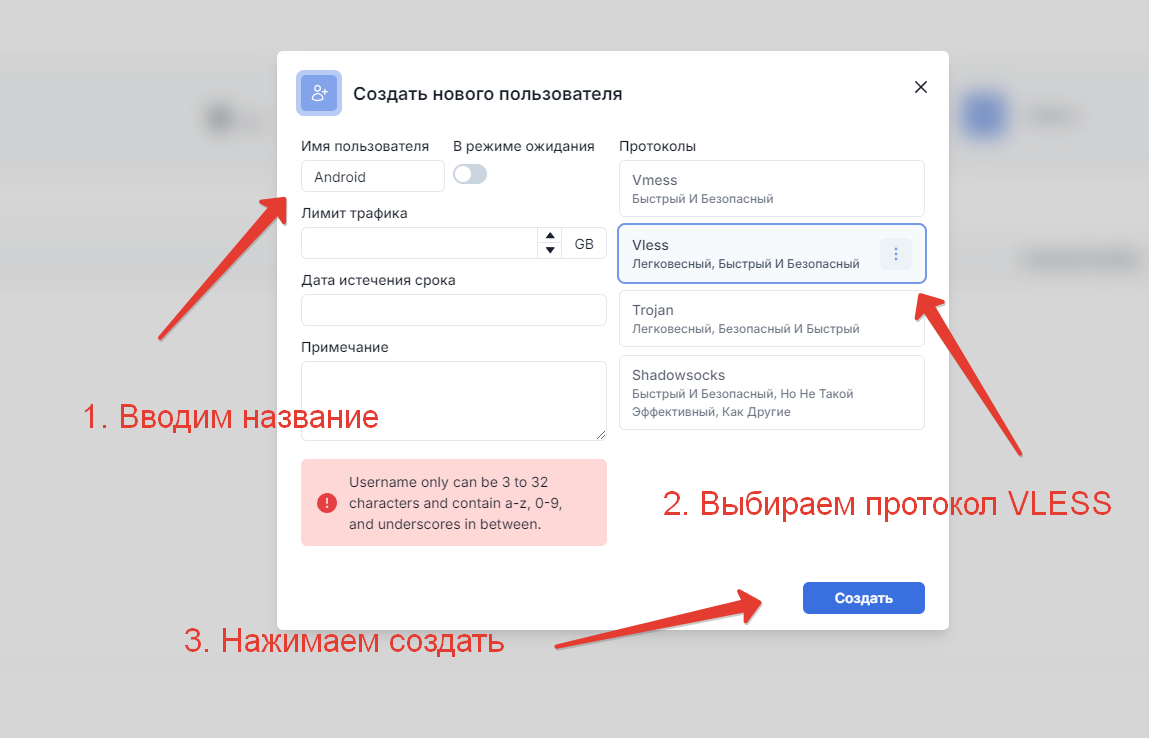 Создать нового пользователя
Имя пользователя
В режиме ожидания
Android
Лимит трафика
GB
Дата истечения срока
Примечание
Протоколы
Vmess
Быстрый И Безопасный
Vless
Легковесный, Быстрый И Безопасный
Trojan
Легковесный, Безопасный И Быстрый
Shadowsocks
Быстрый И Безопасный, Но Не Такой
Эффективный, Как Другие
1. Вводим название
Username only can be 3 to 32
characters and contain a-z, 0-9,
and underscores in between.
2. Выбираем протокол VLESS
Создать
3. Нажимаем создать